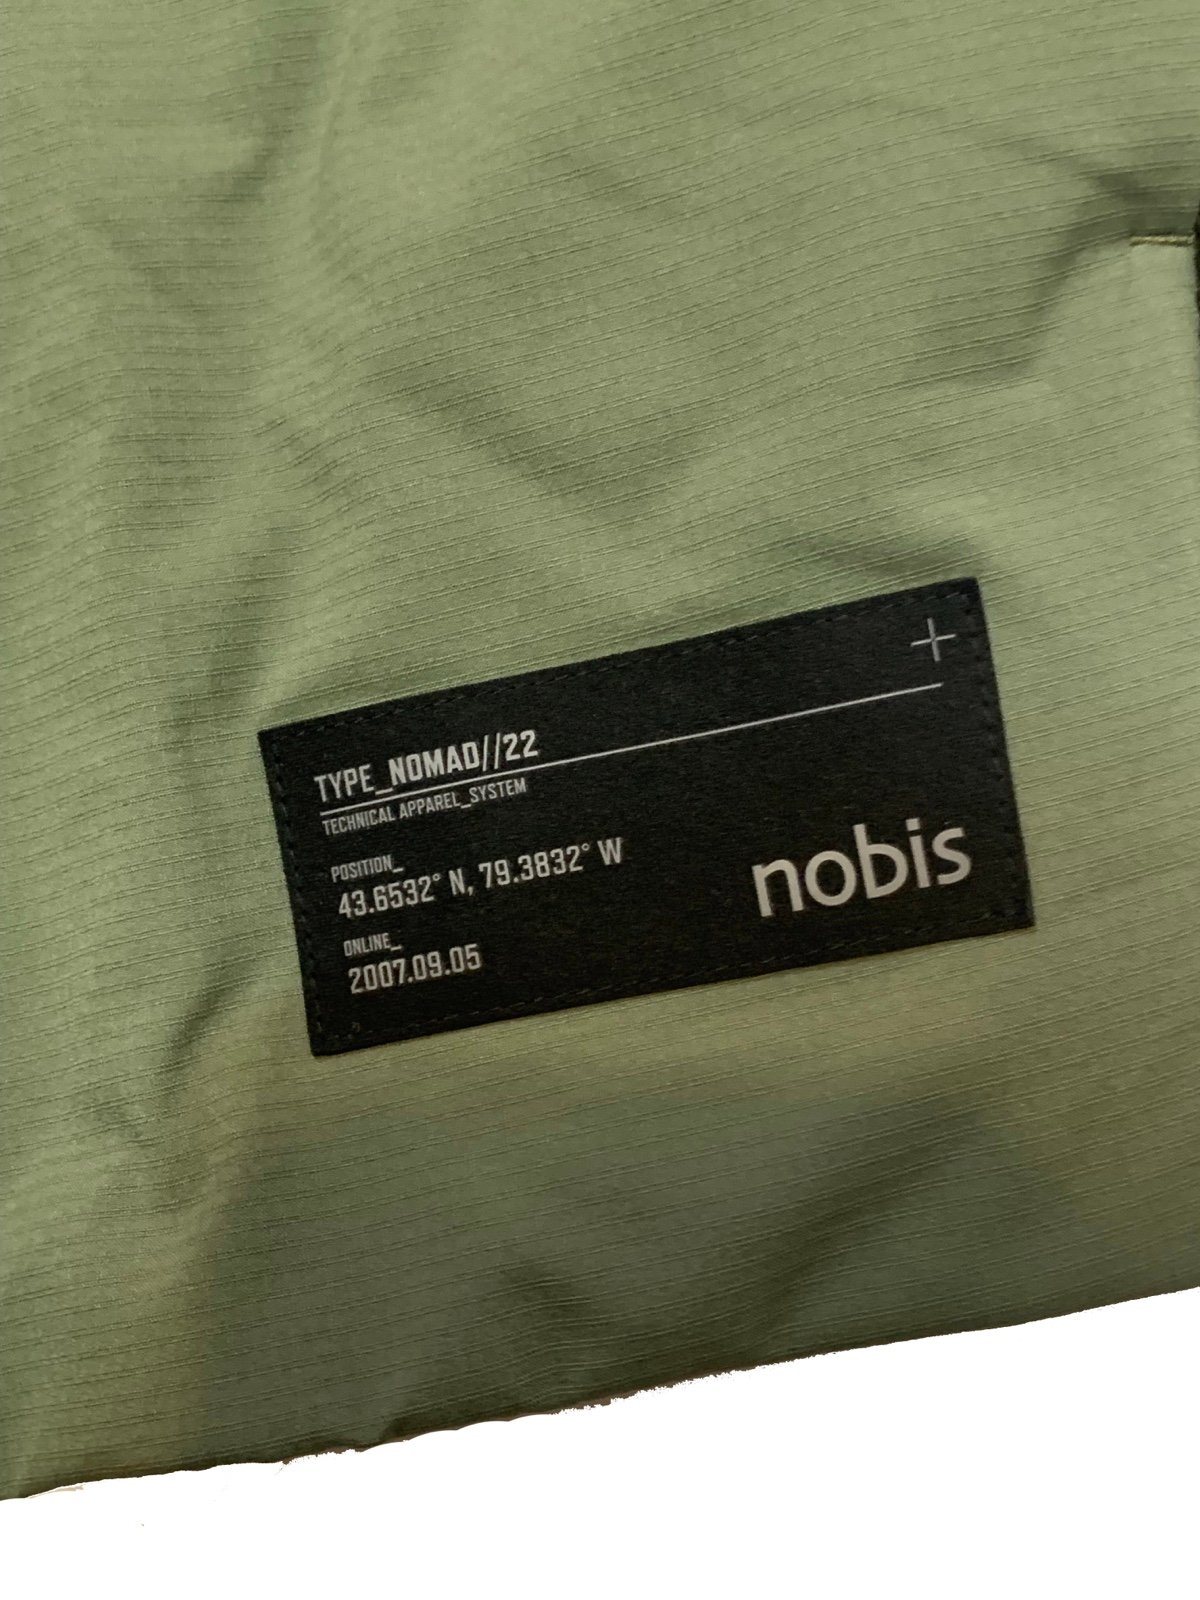 TYPE_NOMAD//22
TECHNICAL APPAREL_SYSTEM
POSITION_
43.6532° N, 79.3832° W
ONLINE_
2007.09.05
nobis